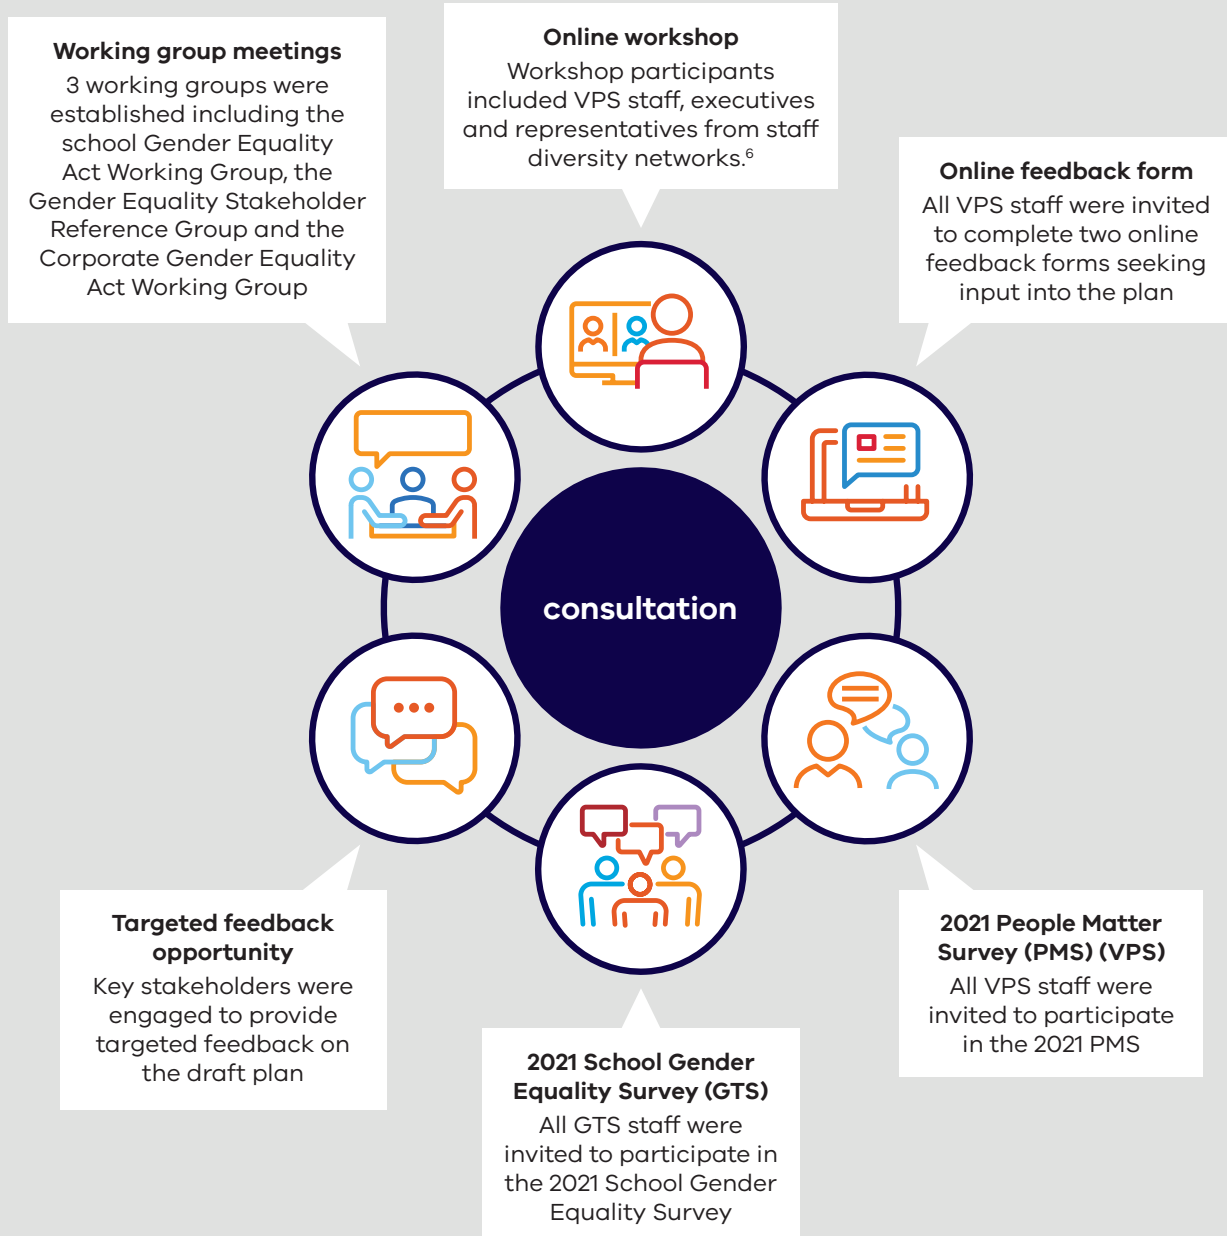 Working group meetings
3 working groups were
established including the
school Gender Equality
Act Working Group, the
Gender Equality Stakeholder
Reference Group and the
Corporate Gender Equality
Act Working Group
Online workshop
Workshop participants
included VPS staff, executives
and representatives from staff
diversity networks.⁶
Online feedback form
All VPS staff were invited
to complete two online
feedback forms seeking
input into the plan
consultation
Targeted feedback
opportunity
Key stakeholders were
engaged to provide
targeted feedback on
the draft plan
2021 School Gender
Equality Survey (GTS)
All GTS staff were
invited to participate in
the 2021 School Gender
Equality Survey
2021 People Matter
Survey (PMS) (VPS)
All VPS staff were
invited to participate
in the 2021 PMS